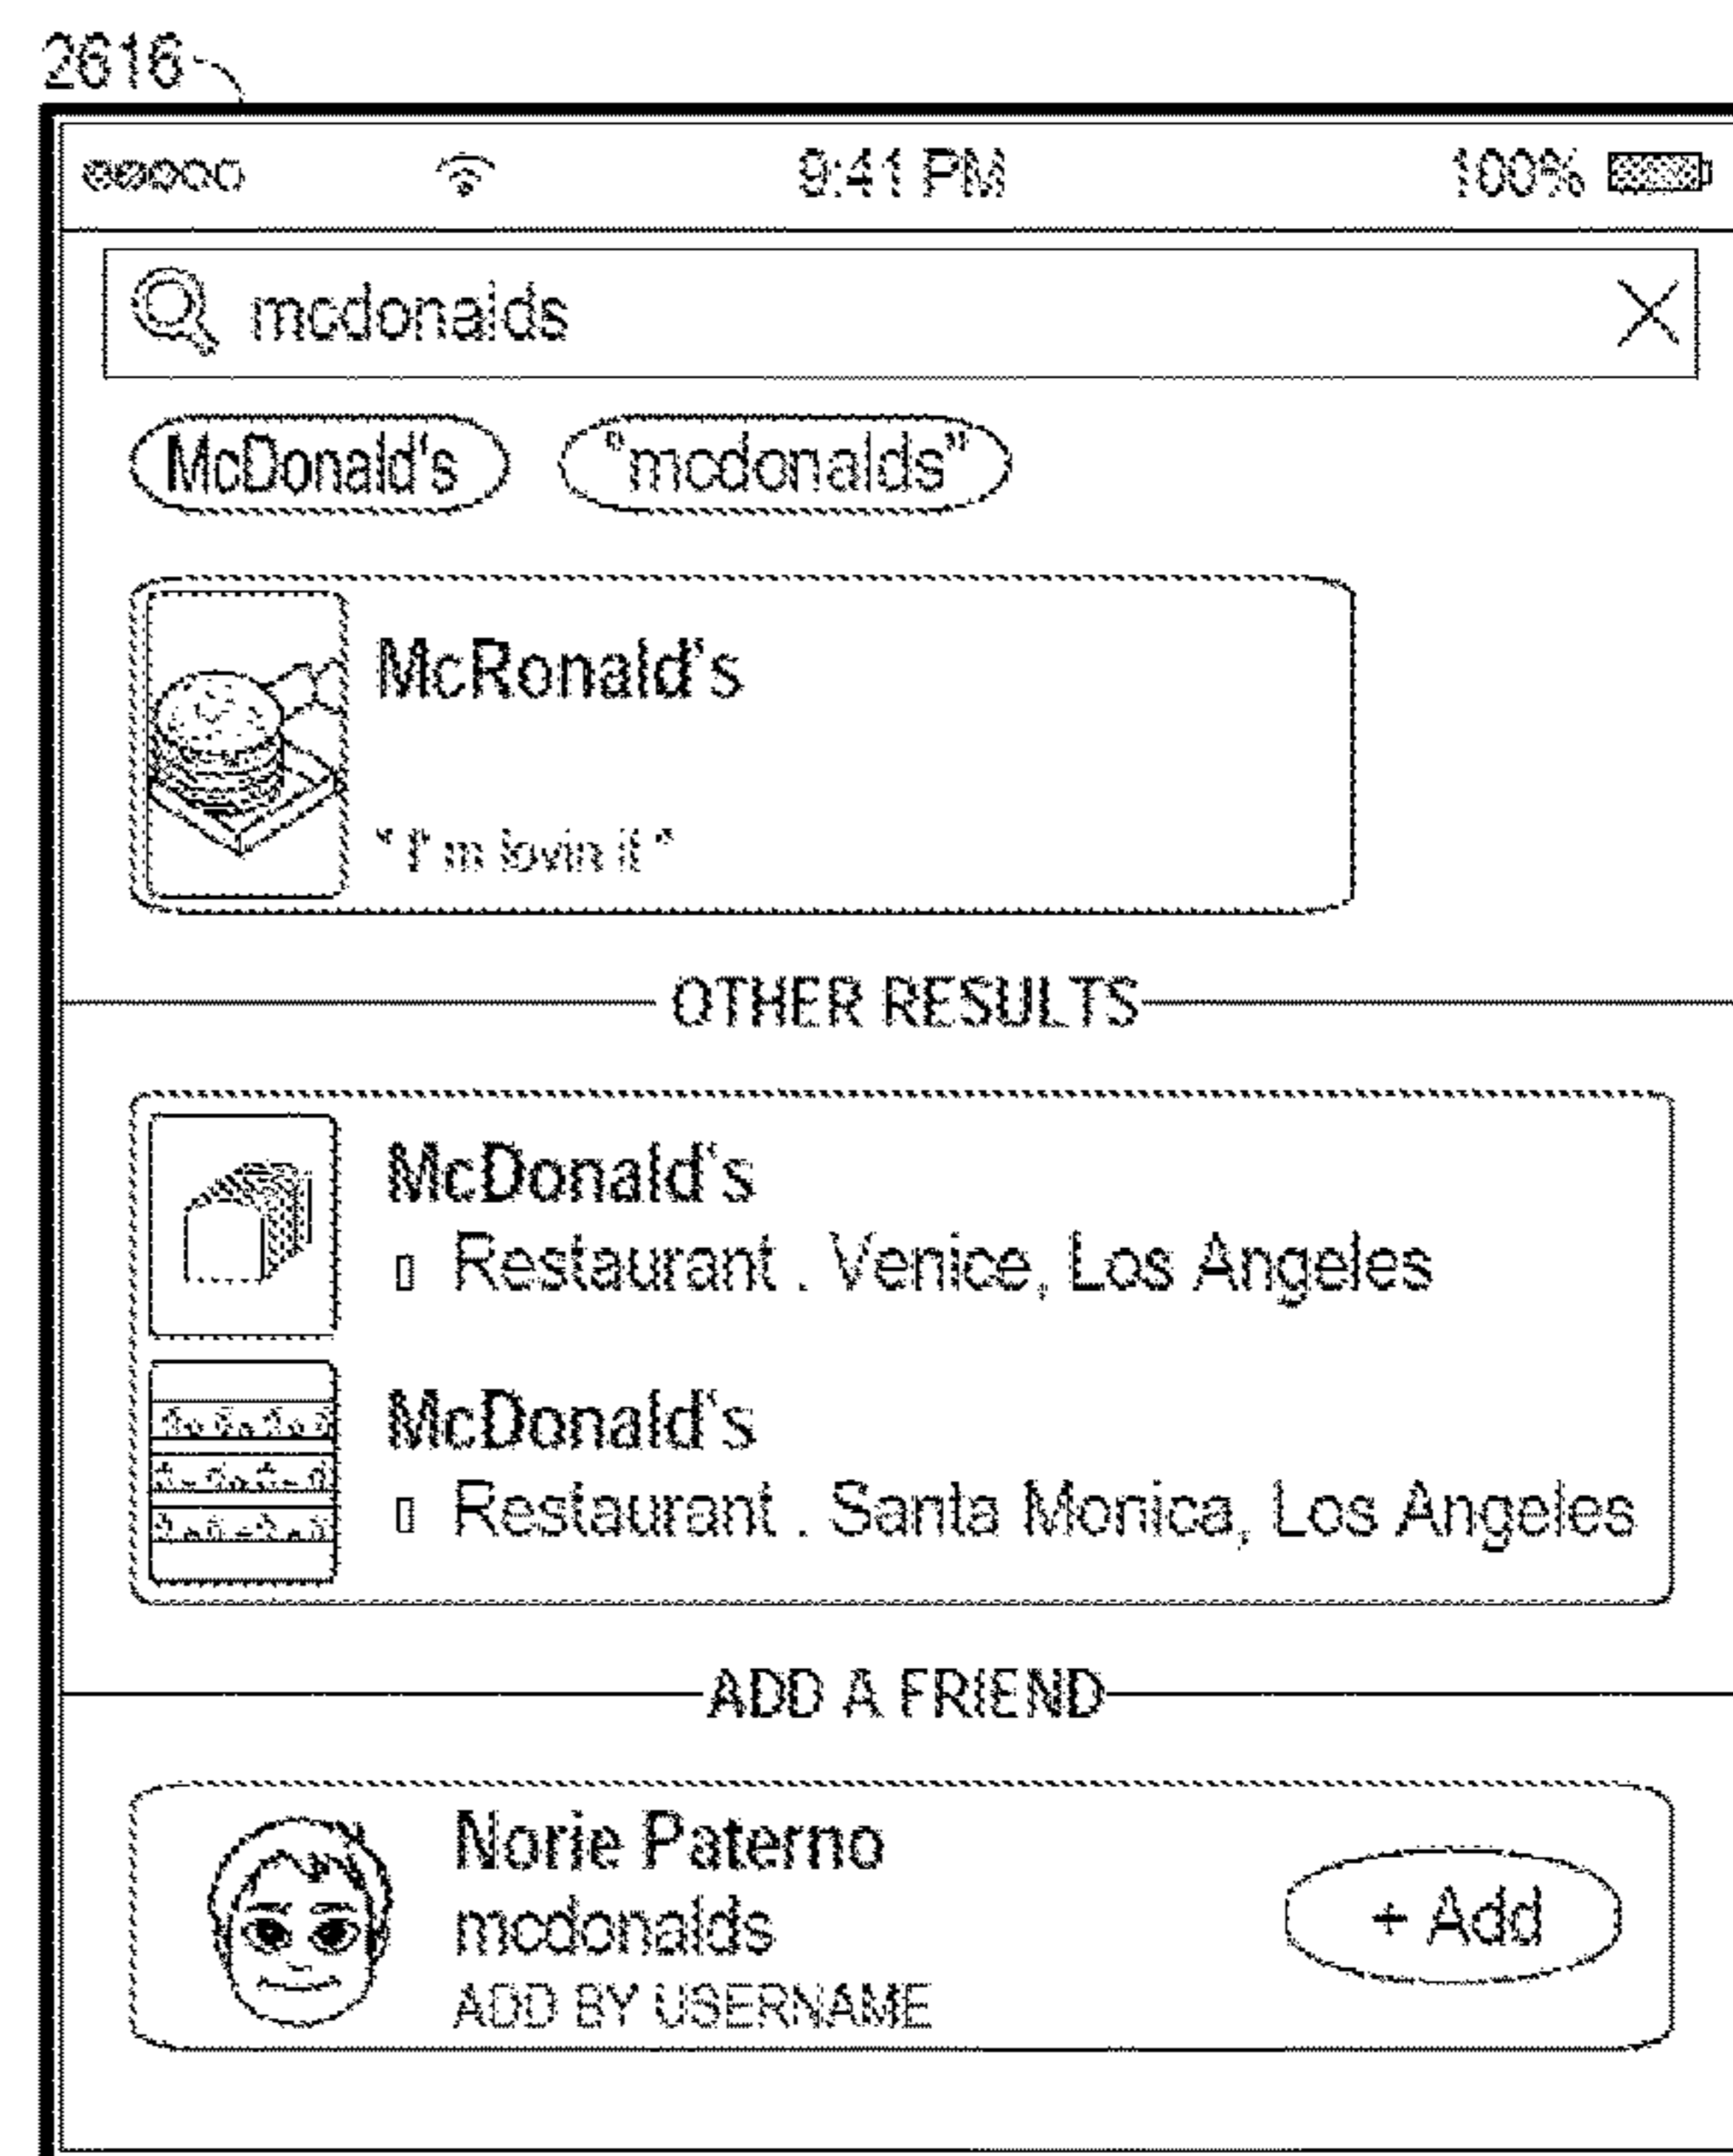 2616
9:41 PM 100%
mcdonalds
McDonald's "mcdonalds"
McRonald's
" I'm lovin it "
OTHER RESULTS
McDonald's
▯ Restaurant . Venice, Los Angeles
McDonald's
▯ Restaurant . Santa Monica, Los Angeles
ADD A FRIEND
Norie Paterno
mcdonalds
+ Add
ADD BY USERNAME